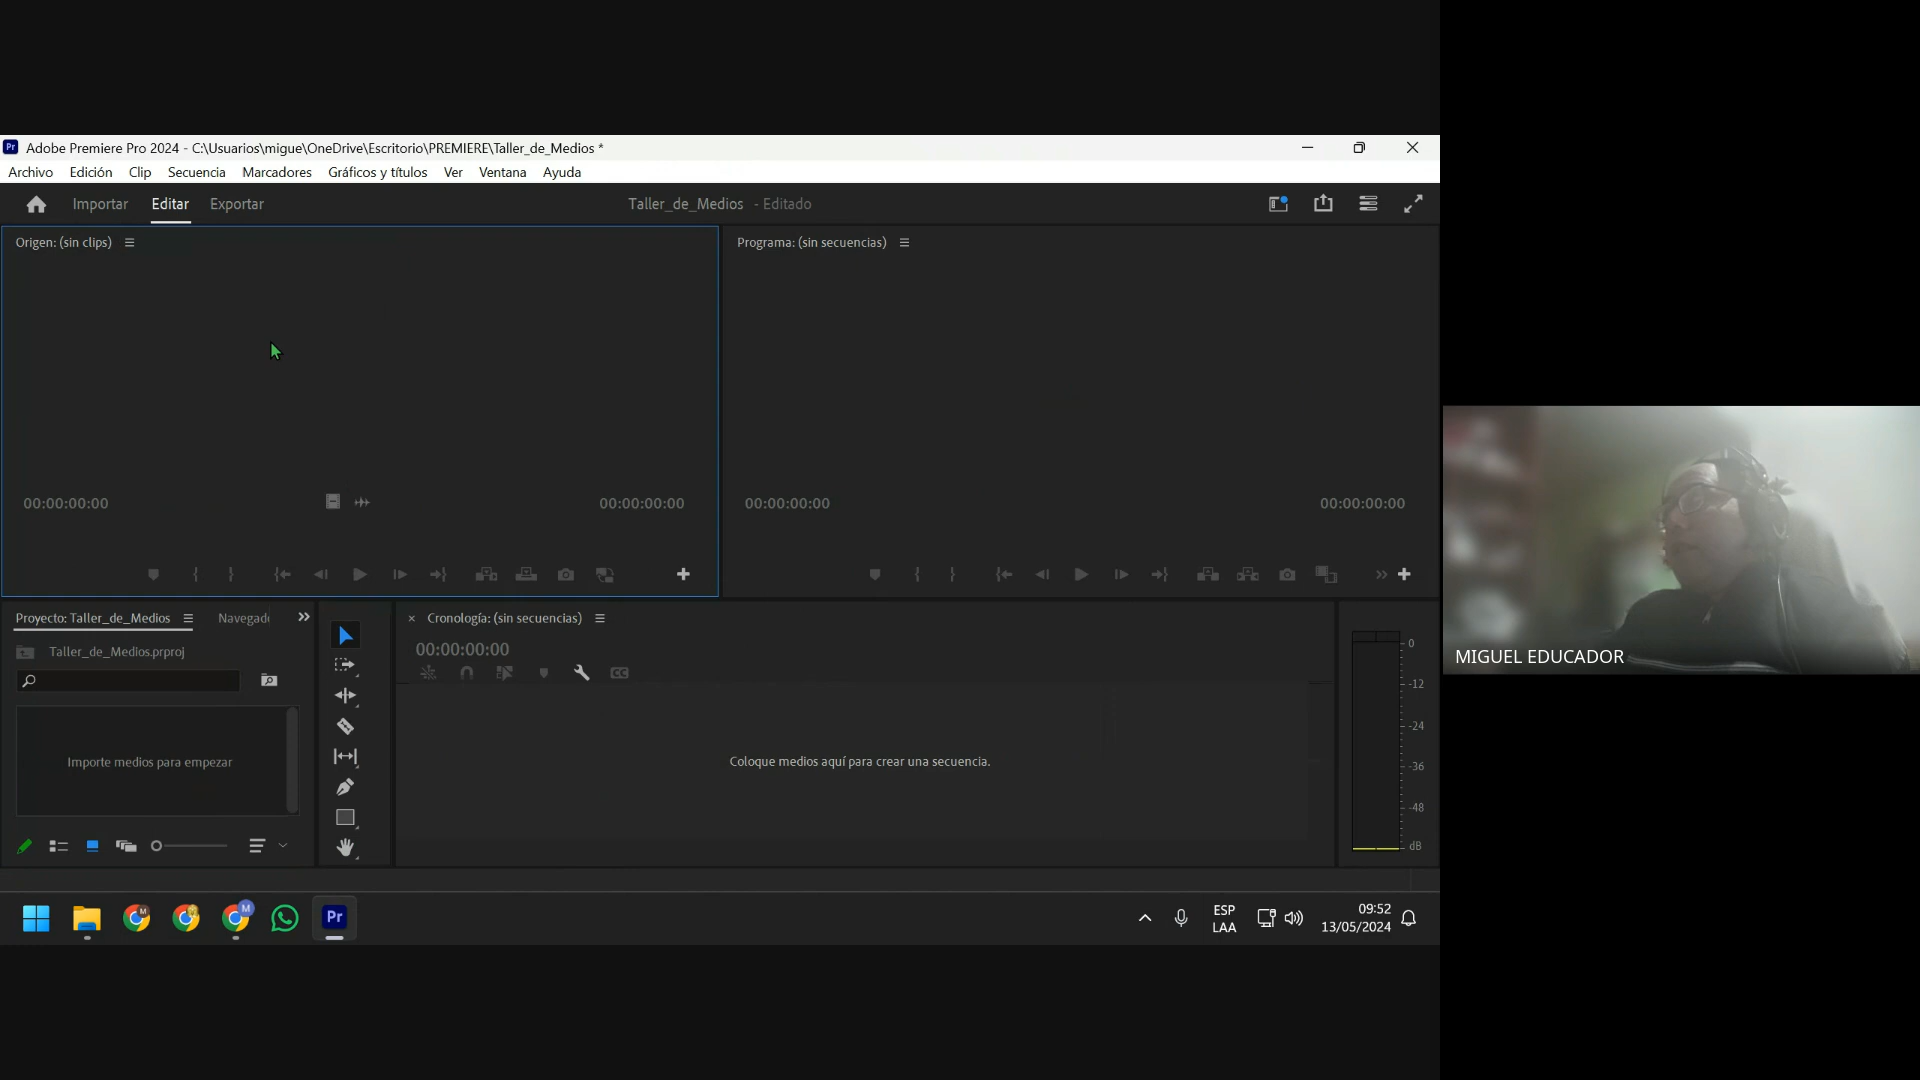 Adobe Premiere Pro 2024 - C:\Usuarios\migue\OneDrive\Escritorio\PREMIERE\Taller_de_Medios *
Archivo Edición Clip Secuencia Marcadores Gráficos y títulos Ver Ventana Ayuda
Importar Editar Exportar Taller_de_Medios - Editado
Origen: (sin clips) Programa: (sin secuencias)
00:00:00:00 00:00:00:00 00:00:00:00 00:00:00:00
Proyecto: Taller_de_Medios Navegad Cronología: (sin secuencias)
Taller_de_Medios.prproj 00:00:00:00
0
-12
-24
-36
-48
dB
Importe medios para empezar Coloque medios aquí para crear una secuencia.
MIGUEL EDUCADOR
ESP
LAA
09:52
13/05/2024